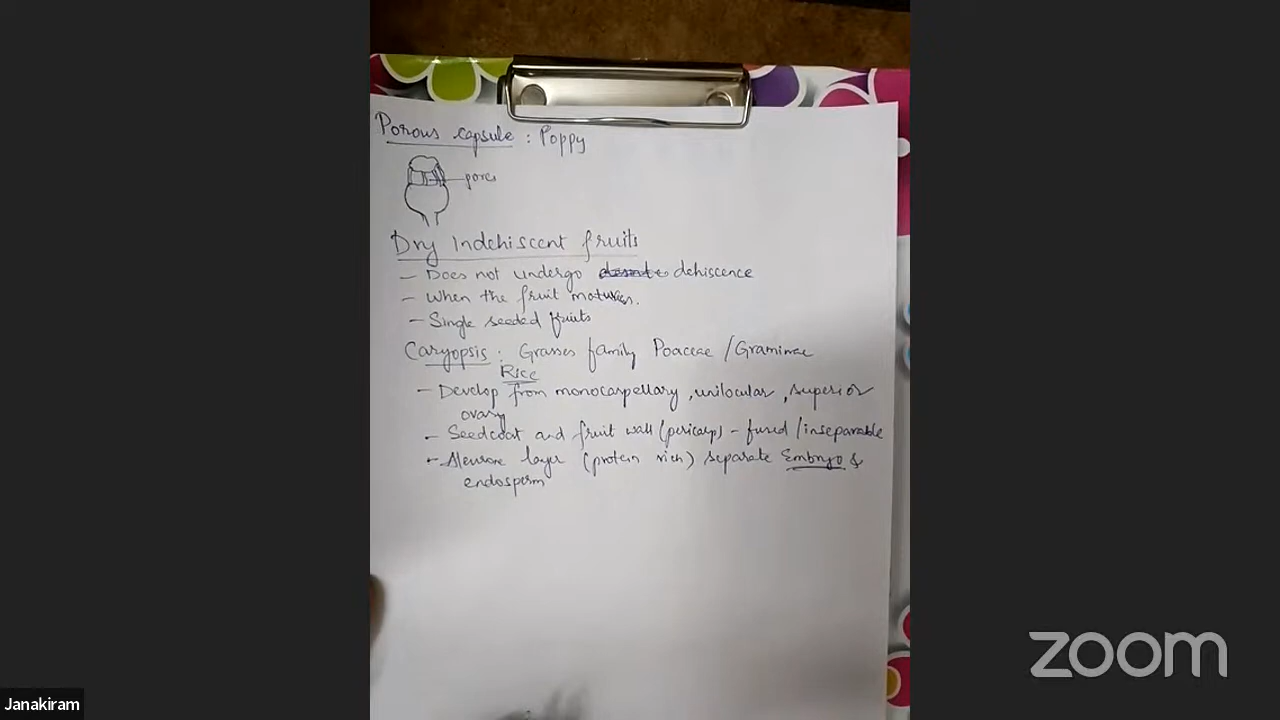 Porous capsule : Poppy
pores
Dry Indehiscent fruits
- Does not undergo dehiscence
- When the fruit matures.
- Single seeded fruits
Caryopsis : Grasses family Poaceae / Graminae
Rice
- Develop from monocarpellary, unilocular, superior
ovary
- Seedcoat and fruit wall (pericarp) - fused / inseparable
- Aleurone layer (protein rich) separate Embryo &
endosperm
zoom
Janakiram